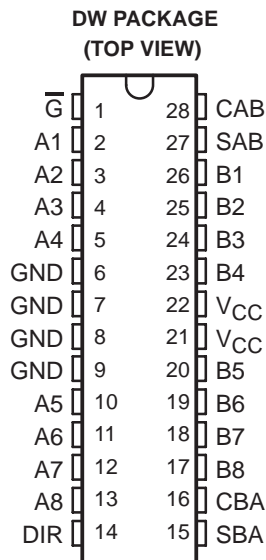 DW PACKAGE
(TOP VIEW)
G 1 28 CAB
A1 2 27 SAB
A2 3 26 B1
A3 4 25 B2
A4 5 24 B3
GND 6 23 B4
GND 7 22 VCC
GND 8 21 VCC
GND 9 20 B5
A5 10 19 B6
A6 11 18 B7
A7 12 17 B8
A8 13 16 CBA
DIR 14 15 SBA